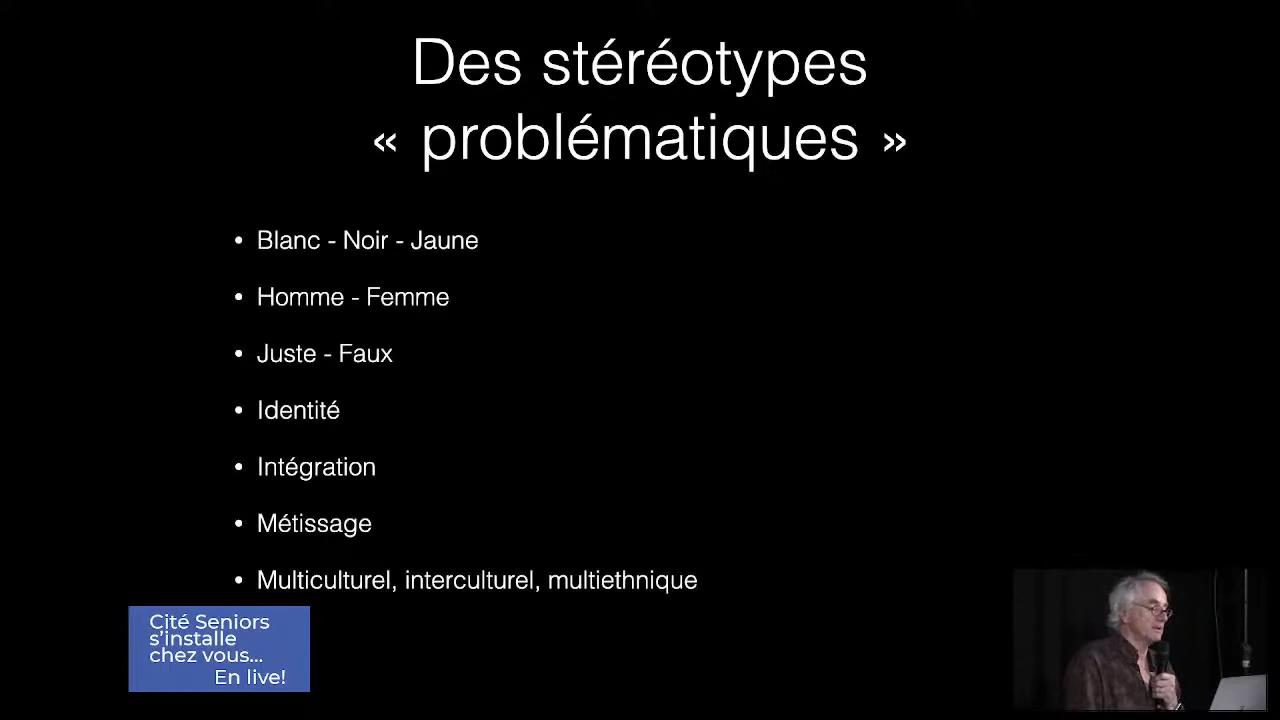 Des stéréotypes
« problématiques »
• Blanc - Noir - Jaune
• Homme - Femme
• Juste - Faux
• Identité
• Intégration
• Métissage
• Multiculturel, interculturel, multiethnique
Cité Seniors
s'installe
chez vous...
En live!